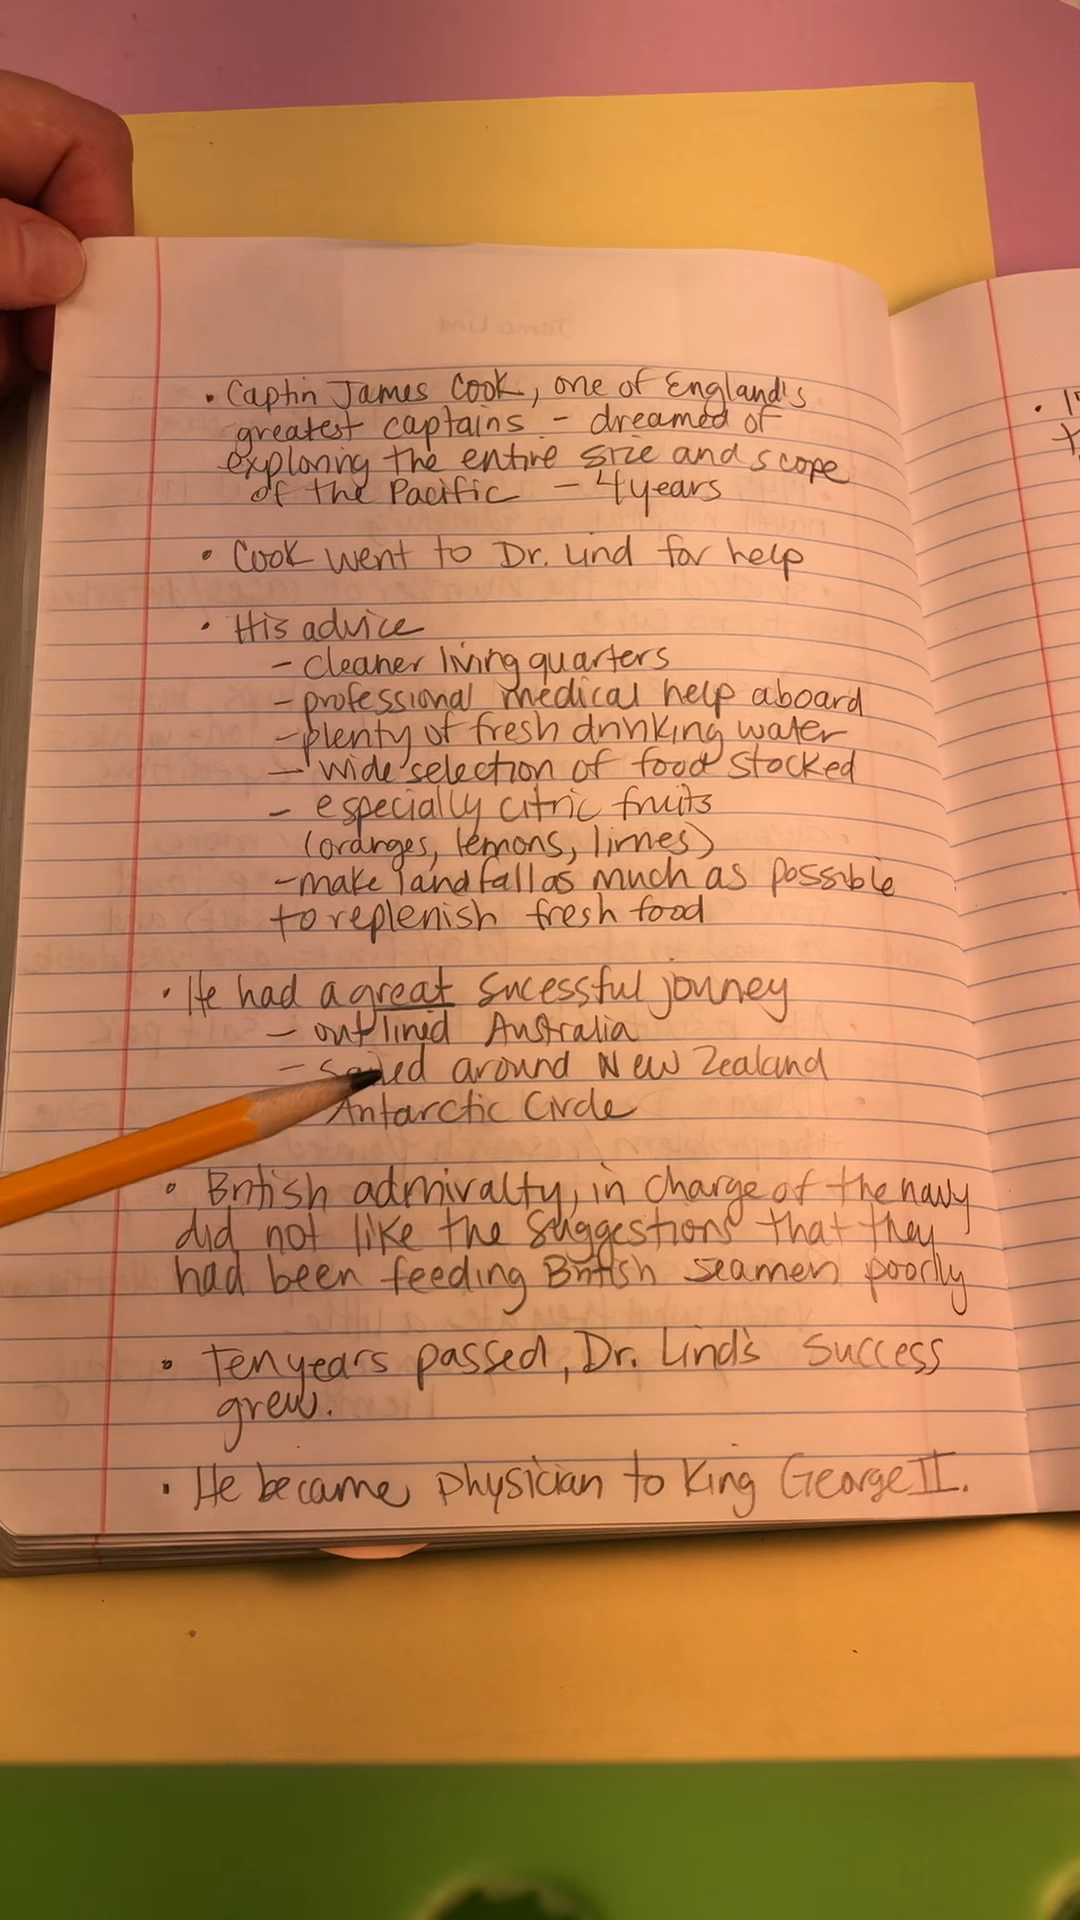 • Captin James Cook, one of England's
greatest captains - dreamed of
exploring the entire size and scope
of the Pacific - 4 years
• Cook went to Dr. Lind for help
• His advice
- cleaner living quarters
- professional medical help aboard
- plenty of fresh drinking water
- wide selection of food stocked
- especially citric fruits
(oranges, lemons, limes)
- make landfall as much as possible
to replenish fresh food
• He had a great sucessful jouney
- outlined Australia
- sailed around New Zealand
Antarctic Circle
• British admiralty, in charge of the navy
did not like the suggestions that they
had been feeding British seamen poorly
• Ten years passed, Dr. Lind's success
grew.
• He became physician to King George II.